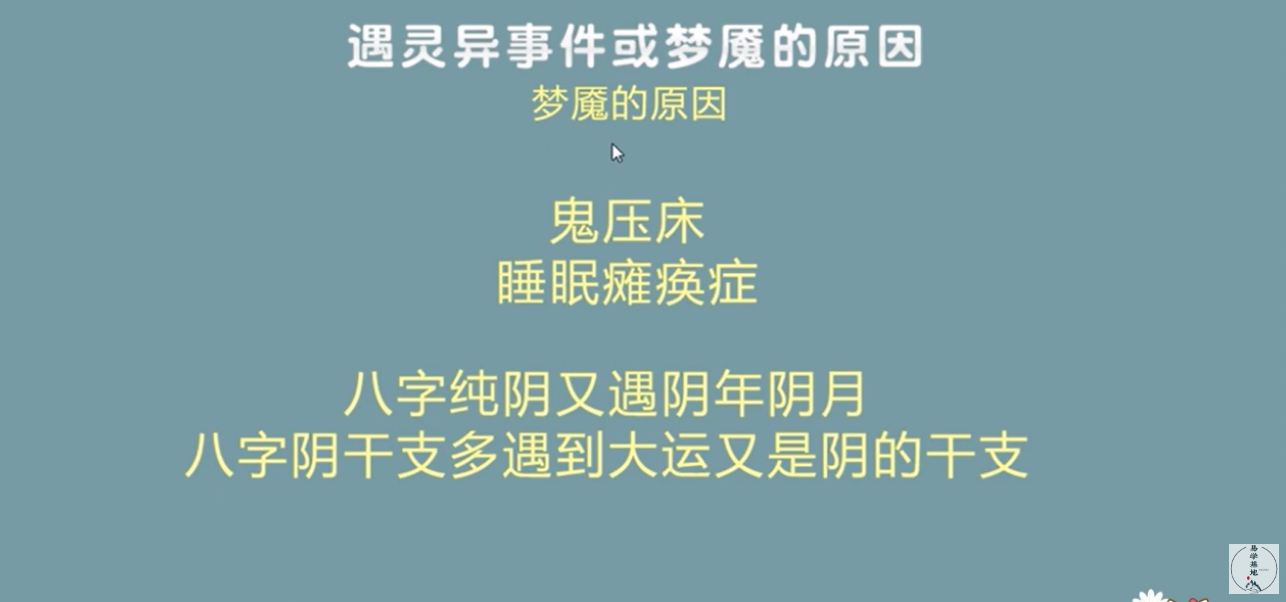 遇灵异事件或梦魇的原因
梦魇的原因
鬼压床
睡眠瘫痪症
八字纯阴又遇阴年阴月
八字阴干支多遇到大运又是阴的干支
易学基地